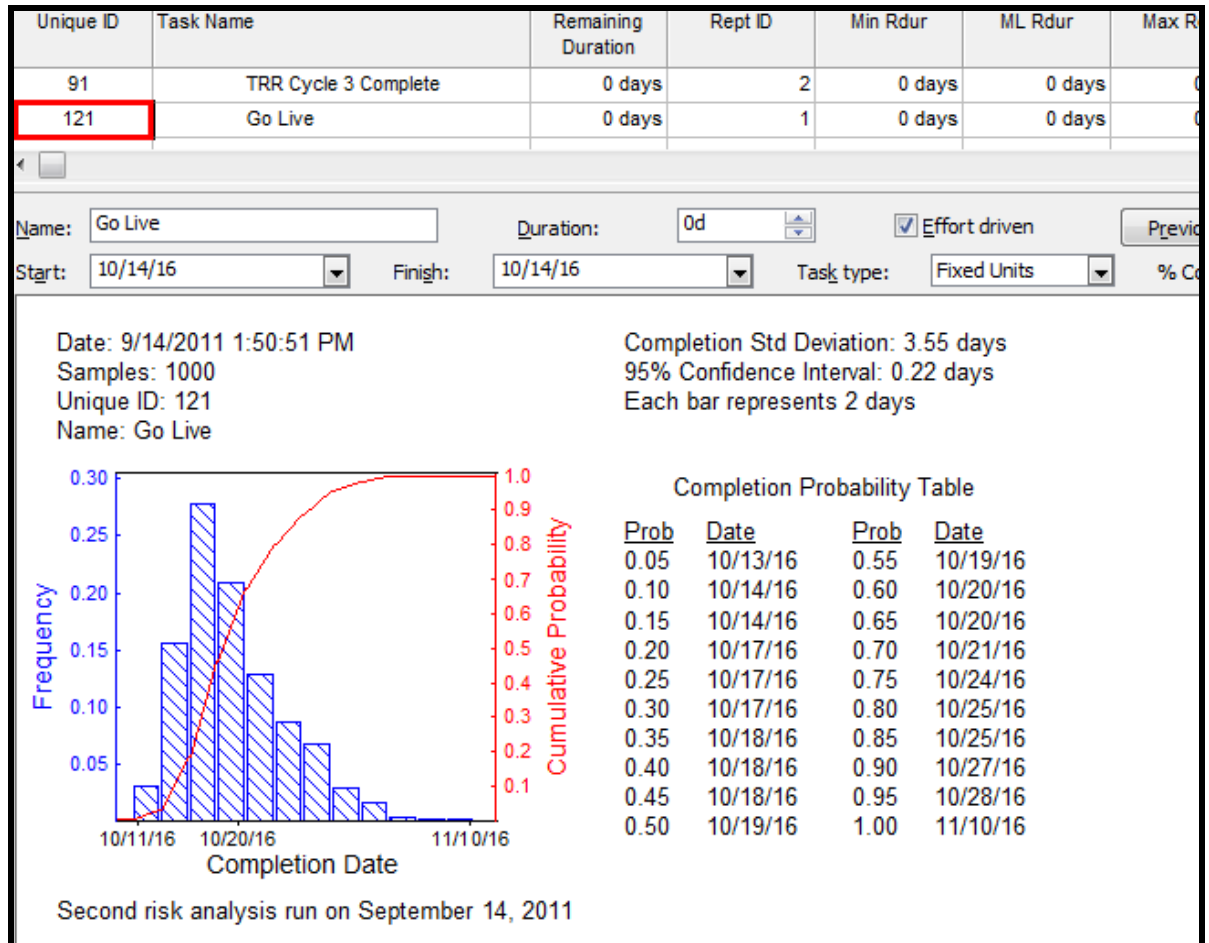 Unique ID Task Name Remaining Duration Rept ID Min Rdur ML Rdur Max
91 TRR Cycle 3 Complete 0 days 2 0 days 0 days
121 Go Live 0 days 1 0 days 0 days
Name: Go Live Duration: 0d Effort driven
Start: 10/14/16 Finish: 10/14/16 Task type: Fixed Units %
Date: 9/14/2011 1:50:51 PM
Samples: 1000
Unique ID: 121
Name: Go Live
Completion Std Deviation: 3.55 days
95% Confidence Interval: 0.22 days
Each bar represents 2 days
0.30
0.25
0.20
0.15
0.10
0.05
Frequency
1.0
0.9
0.8
0.7
0.6
0.5
0.4
0.3
0.2
0.1
Cumulative Probability
10/11/16 10/20/16 11/10/16
Completion Date
Completion Probability Table
Prob Date Prob Date
0.05 10/13/16 0.55 10/19/16
0.10 10/14/16 0.60 10/20/16
0.15 10/14/16 0.65 10/20/16
0.20 10/17/16 0.70 10/21/16
0.25 10/17/16 0.75 10/24/16
0.30 10/17/16 0.80 10/25/16
0.35 10/18/16 0.85 10/25/16
0.40 10/18/16 0.90 10/27/16
0.45 10/18/16 0.95 10/28/16
0.50 10/19/16 1.00 11/10/16
Second risk analysis run on September 14, 2011